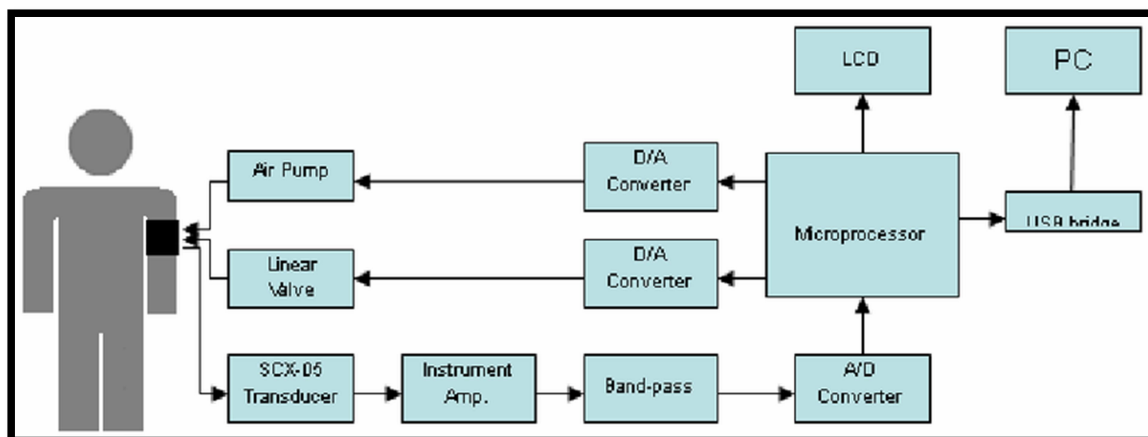 LCD
PC
Air Pump
D/A
Converter
Microprocessor
USB bridge
Linear
Valve
D/A
Converter
SCX-05
Transducer
Instrument
Amp.
Band-pass
A/D
Converter